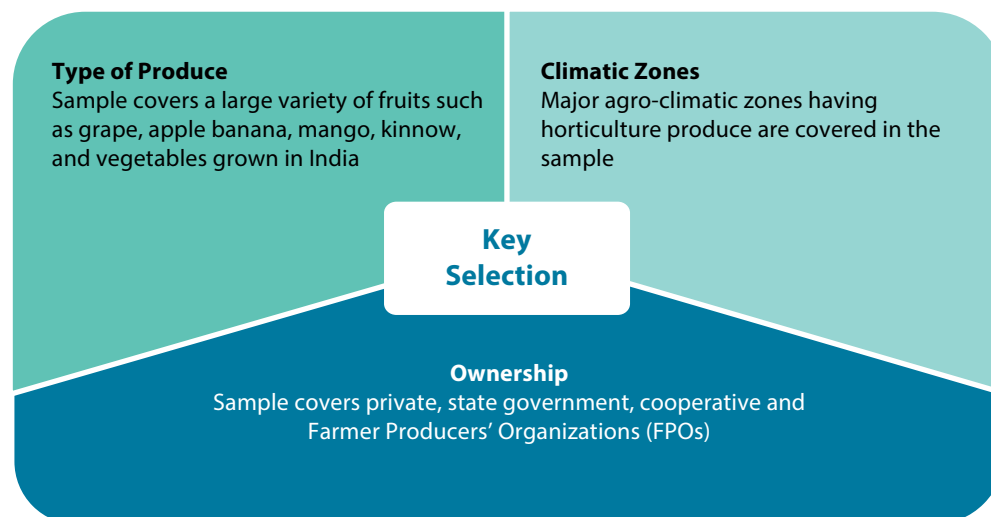 Type of Produce
Sample covers a large variety of fruits such
as grape, apple banana, mango, kinnow,
and vegetables grown in India
Climatic Zones
Major agro-climatic zones having
horticulture produce are covered in the
sample
Key
Selection
Ownership
Sample covers private, state government, cooperative and
Farmer Producers’ Organizations (FPOs)